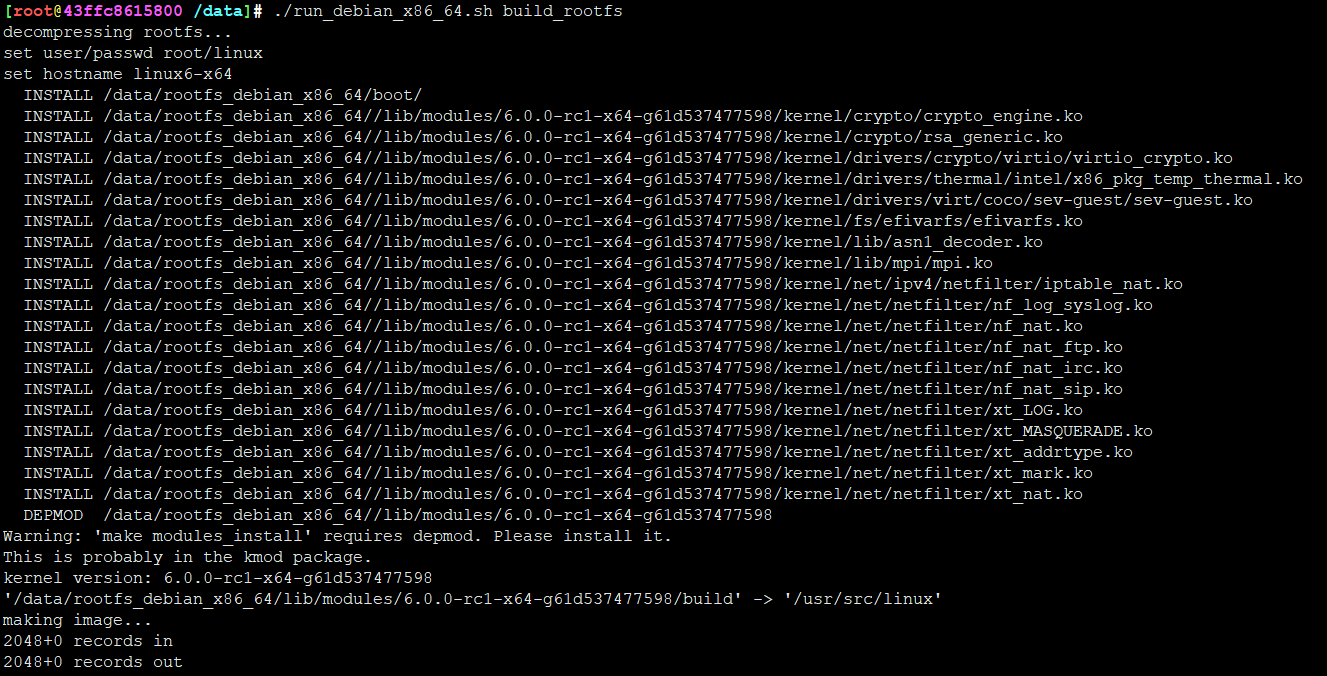 [root@43ffc8615800 /data]# ./run_debian_x86_64.sh build_rootfs
decompressing rootfs...
set user/passwd root/linux
set hostname linux6-x64
  INSTALL /data/rootfs_debian_x86_64/boot/
  INSTALL /data/rootfs_debian_x86_64//lib/modules/6.0.0-rc1-x64-g61d537477598/kernel/crypto/crypto_engine.ko
  INSTALL /data/rootfs_debian_x86_64//lib/modules/6.0.0-rc1-x64-g61d537477598/kernel/crypto/rsa_generic.ko
  INSTALL /data/rootfs_debian_x86_64//lib/modules/6.0.0-rc1-x64-g61d537477598/kernel/drivers/crypto/virtio/virtio_crypto.ko
  INSTALL /data/rootfs_debian_x86_64//lib/modules/6.0.0-rc1-x64-g61d537477598/kernel/drivers/thermal/intel/x86_pkg_temp_thermal.ko
  INSTALL /data/rootfs_debian_x86_64//lib/modules/6.0.0-rc1-x64-g61d537477598/kernel/drivers/virt/coco/sev-guest/sev-guest.ko
  INSTALL /data/rootfs_debian_x86_64//lib/modules/6.0.0-rc1-x64-g61d537477598/kernel/fs/efivarfs/efivarfs.ko
  INSTALL /data/rootfs_debian_x86_64//lib/modules/6.0.0-rc1-x64-g61d537477598/kernel/lib/asn1_decoder.ko
  INSTALL /data/rootfs_debian_x86_64//lib/modules/6.0.0-rc1-x64-g61d537477598/kernel/lib/mpi/mpi.ko
  INSTALL /data/rootfs_debian_x86_64//lib/modules/6.0.0-rc1-x64-g61d537477598/kernel/net/ipv4/netfilter/iptable_nat.ko
  INSTALL /data/rootfs_debian_x86_64//lib/modules/6.0.0-rc1-x64-g61d537477598/kernel/net/netfilter/nf_log_syslog.ko
  INSTALL /data/rootfs_debian_x86_64//lib/modules/6.0.0-rc1-x64-g61d537477598/kernel/net/netfilter/nf_nat.ko
  INSTALL /data/rootfs_debian_x86_64//lib/modules/6.0.0-rc1-x64-g61d537477598/kernel/net/netfilter/nf_nat_ftp.ko
  INSTALL /data/rootfs_debian_x86_64//lib/modules/6.0.0-rc1-x64-g61d537477598/kernel/net/netfilter/nf_nat_irc.ko
  INSTALL /data/rootfs_debian_x86_64//lib/modules/6.0.0-rc1-x64-g61d537477598/kernel/net/netfilter/nf_nat_sip.ko
  INSTALL /data/rootfs_debian_x86_64//lib/modules/6.0.0-rc1-x64-g61d537477598/kernel/net/netfilter/xt_LOG.ko
  INSTALL /data/rootfs_debian_x86_64//lib/modules/6.0.0-rc1-x64-g61d537477598/kernel/net/netfilter/xt_MASQUERADE.ko
  INSTALL /data/rootfs_debian_x86_64//lib/modules/6.0.0-rc1-x64-g61d537477598/kernel/net/netfilter/xt_addrtype.ko
  INSTALL /data/rootfs_debian_x86_64//lib/modules/6.0.0-rc1-x64-g61d537477598/kernel/net/netfilter/xt_mark.ko
  INSTALL /data/rootfs_debian_x86_64//lib/modules/6.0.0-rc1-x64-g61d537477598/kernel/net/netfilter/xt_nat.ko
  DEPMOD  /data/rootfs_debian_x86_64//lib/modules/6.0.0-rc1-x64-g61d537477598
Warning: 'make modules_install' requires depmod. Please install it.
This is probably in the kmod package.
kernel version: 6.0.0-rc1-x64-g61d537477598
'/data/rootfs_debian_x86_64/lib/modules/6.0.0-rc1-x64-g61d537477598/build' -> '/usr/src/linux'
making image...
2048+0 records in
2048+0 records out